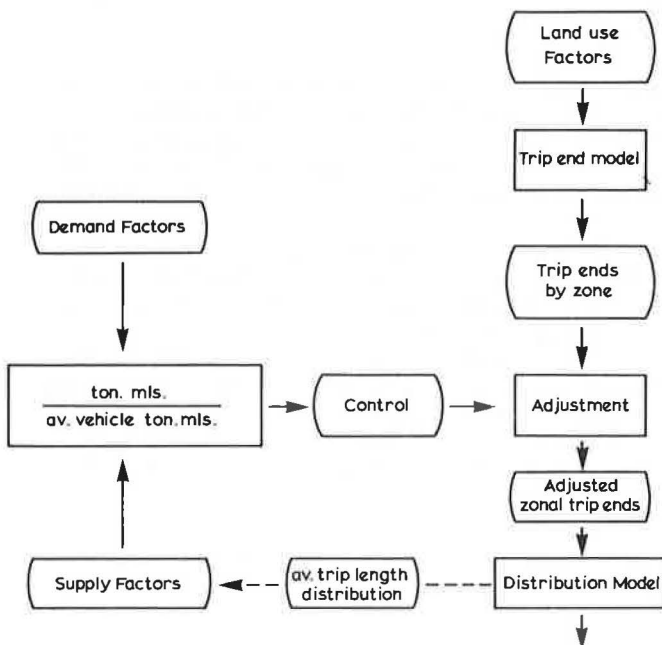 Land use
Factors
Trip end model
Demand Factors
Trip ends
by zone
ton. mls.
av. vehicle ton.mls.
Control
Adjustment
Adjusted
zonal trip ends
Supply Factors
av. trip length
distribution
Distribution Model